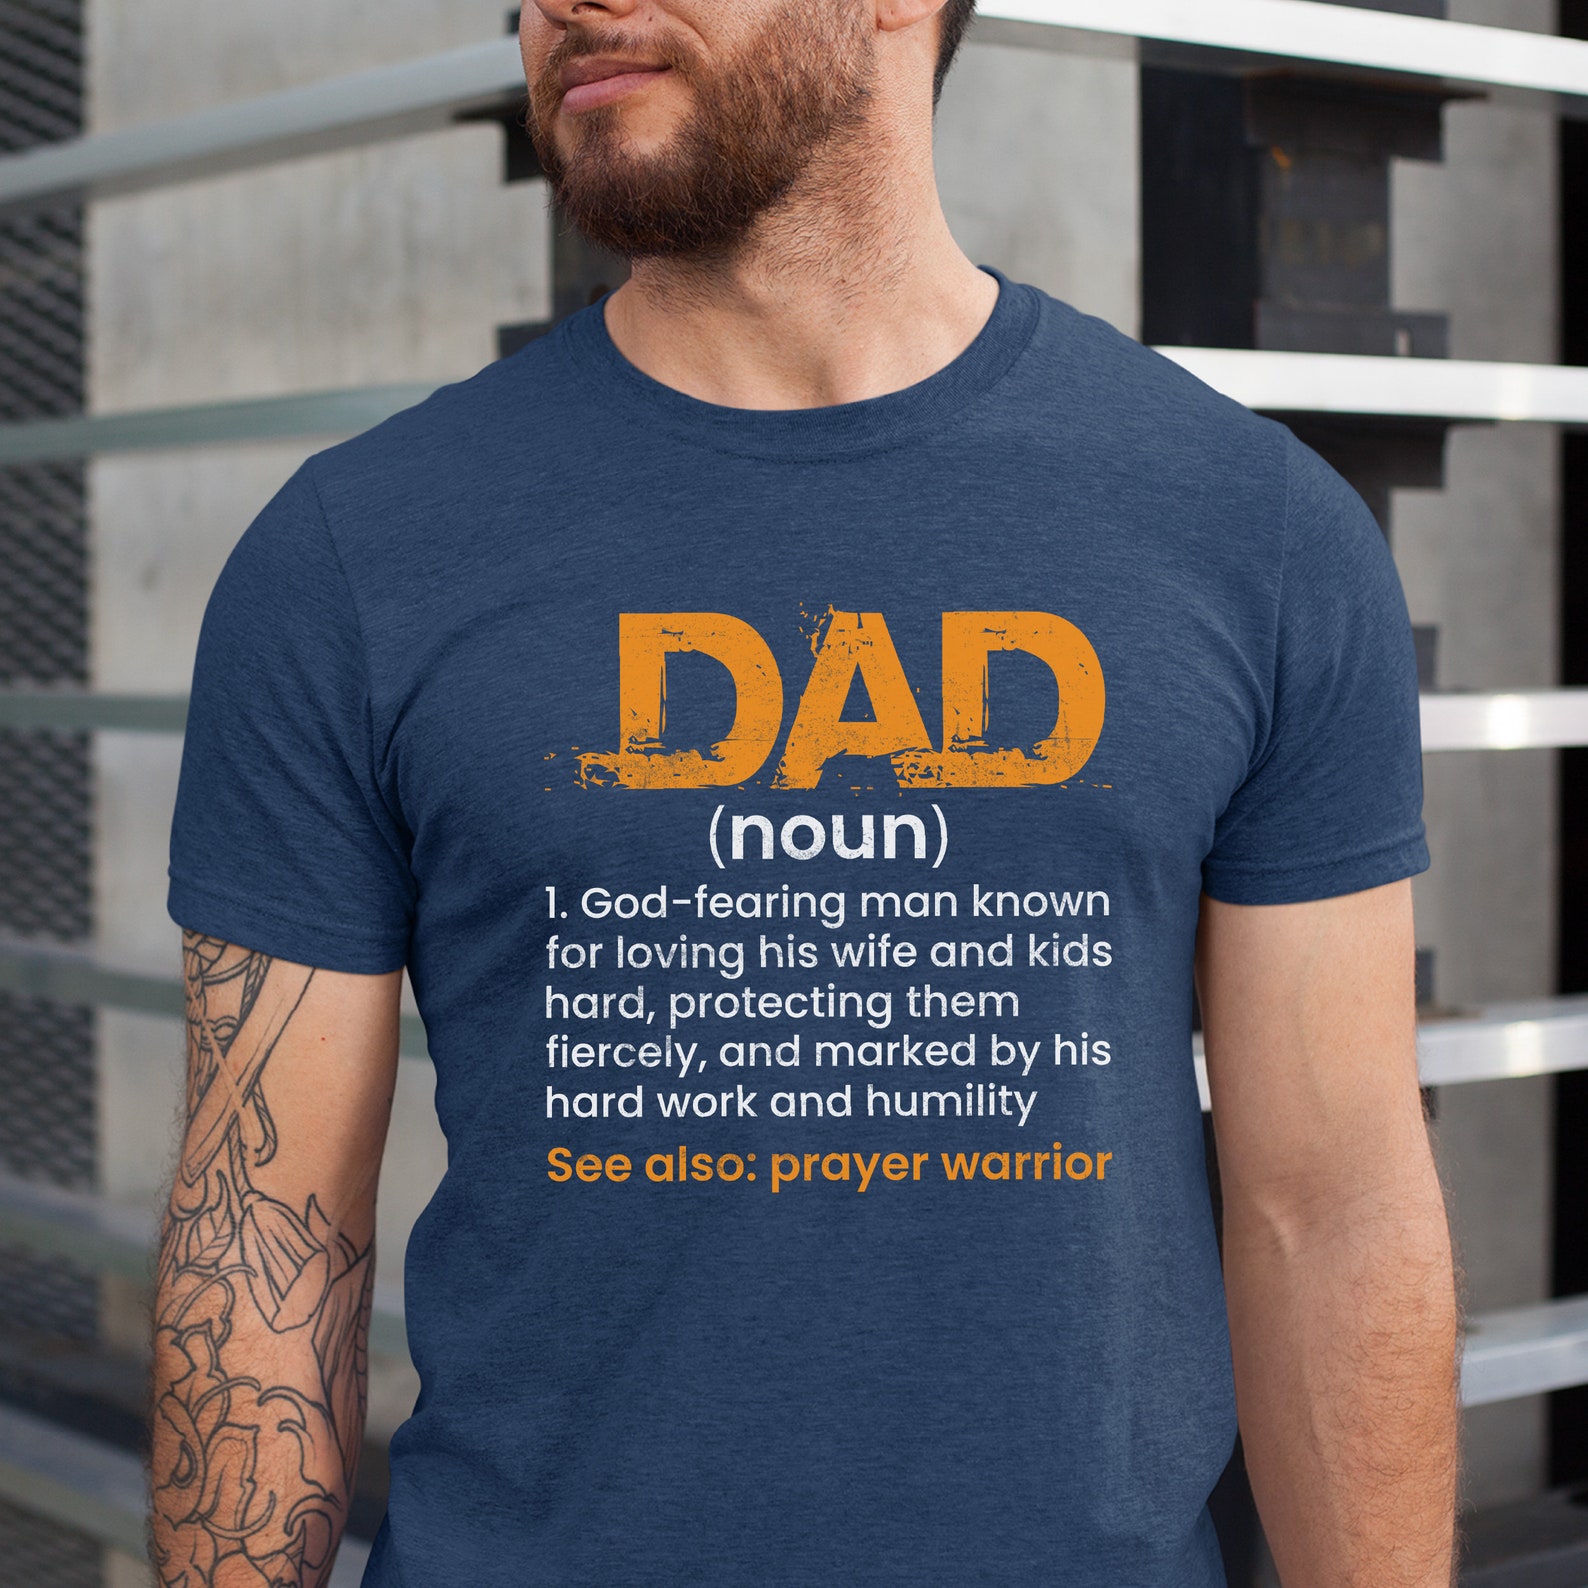 DAD
(noun)
1. God-fearing man known
for loving his wife and kids
hard, protecting them
fiercely, and marked by his
hard work and humility
See also: prayer warrior